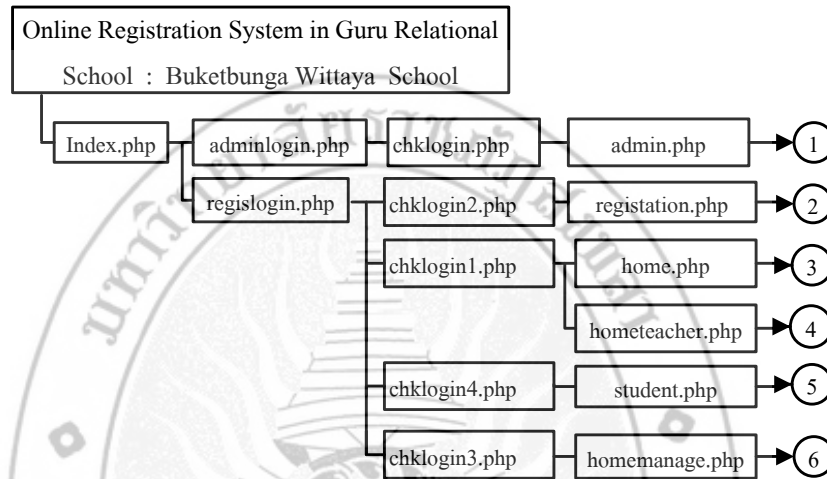 Online Registration System in Guru Relational
School : Buketbunga Wittaya School
Index.php
adminlogin.php
chklogin.php
admin.php
1
regislogin.php
chklogin2.php
registation.php
2
chklogin1.php
home.php
3
hometeacher.php
4
chklogin4.php
student.php
5
chklogin3.php
homemanage.php
6